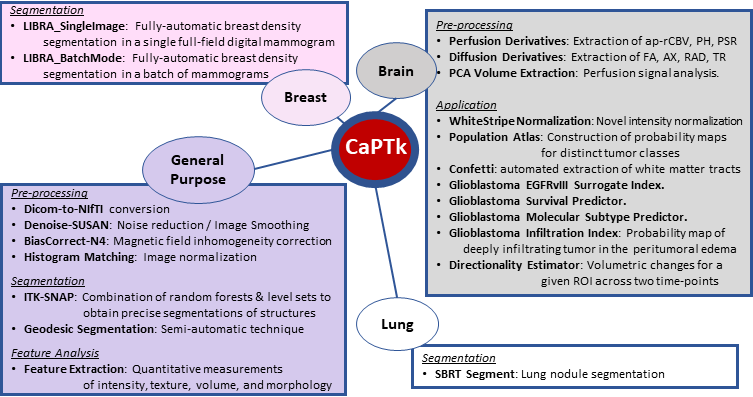 Segmentation
• LIBRA_SingleImage: Fully-automatic breast density
segmentation in a single full-field digital mammogram
• LIBRA_BatchMode: Fully-automatic breast density
segmentation in a batch of mammograms
Breast
Brain
CaPTk
General
Purpose
Lung
Pre-processing
• Perfusion Derivatives: Extraction of ap-rCBV, PH, PSR
• Diffusion Derivatives: Extraction of FA, AX, RAD, TR
• PCA Volume Extraction: Perfusion signal analysis.
Application
• WhiteStripe Normalization: Novel intensity normalization
• Population Atlas: Construction of probability maps
for distinct tumor classes
• Confetti: automated extraction of white matter tracts
• Glioblastoma EGFRvIII Surrogate Index.
• Glioblastoma Survival Predictor.
• Glioblastoma Molecular Subtype Predictor.
• Glioblastoma Infiltration Index: Probability map of
deeply infiltrating tumor in the peritumoral edema
• Directionality Estimator: Volumetric changes for a
given ROI across two time-points
Pre-processing
• Dicom-to-NIfTI conversion
• Denoise-SUSAN: Noise reduction / Image Smoothing
• BiasCorrect-N4: Magnetic field inhomogeneity correction
• Histogram Matching: Image normalization
Segmentation
• ITK-SNAP: Combination of random forests & level sets to
obtain precise segmentations of structures
• Geodesic Segmentation: Semi-automatic technique
Feature Analysis
• Feature Extraction: Quantitative measurements
of intensity, texture, volume, and morphology
Segmentation
• SBRT Segment: Lung nodule segmentation